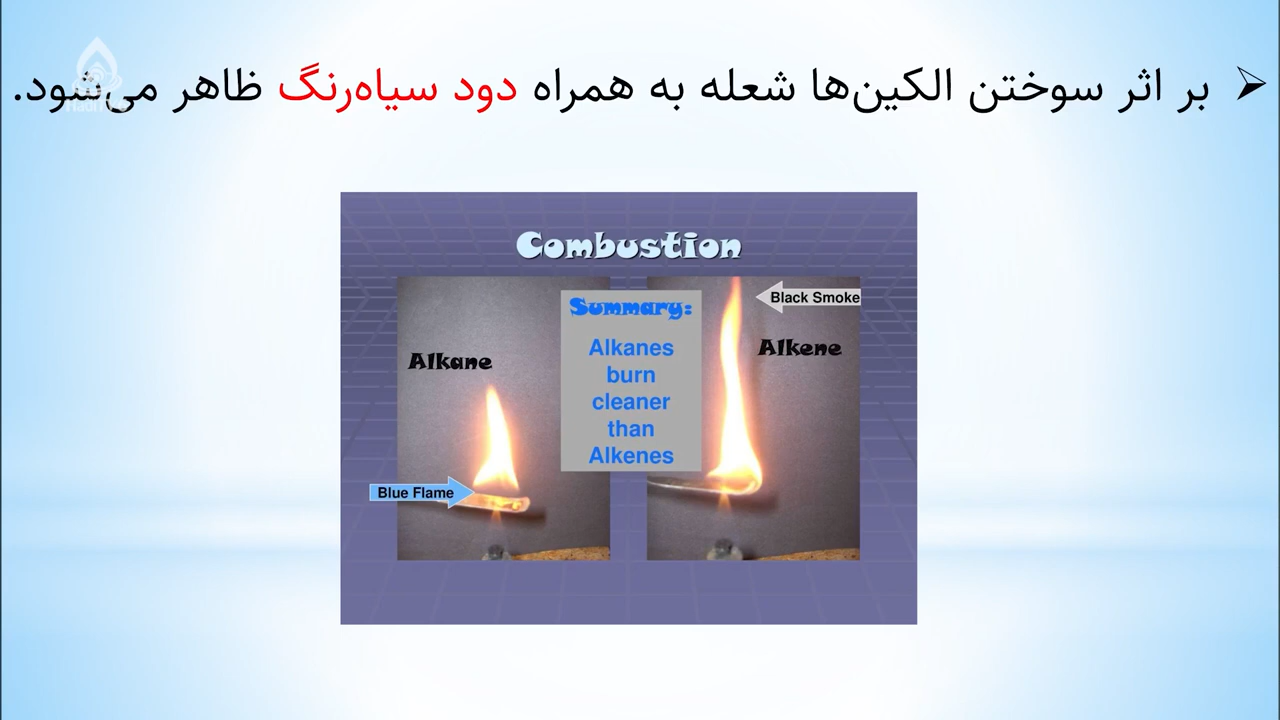 بر اثر سوختن الکین‌ها شعله به همراه دود سیاه‌رنگ ظاهر می‌شود.
Combustion
Alkane
Blue Flame
Summary:
Alkanes
burn
cleaner
than
Alkenes
Black Smoke
Alkene